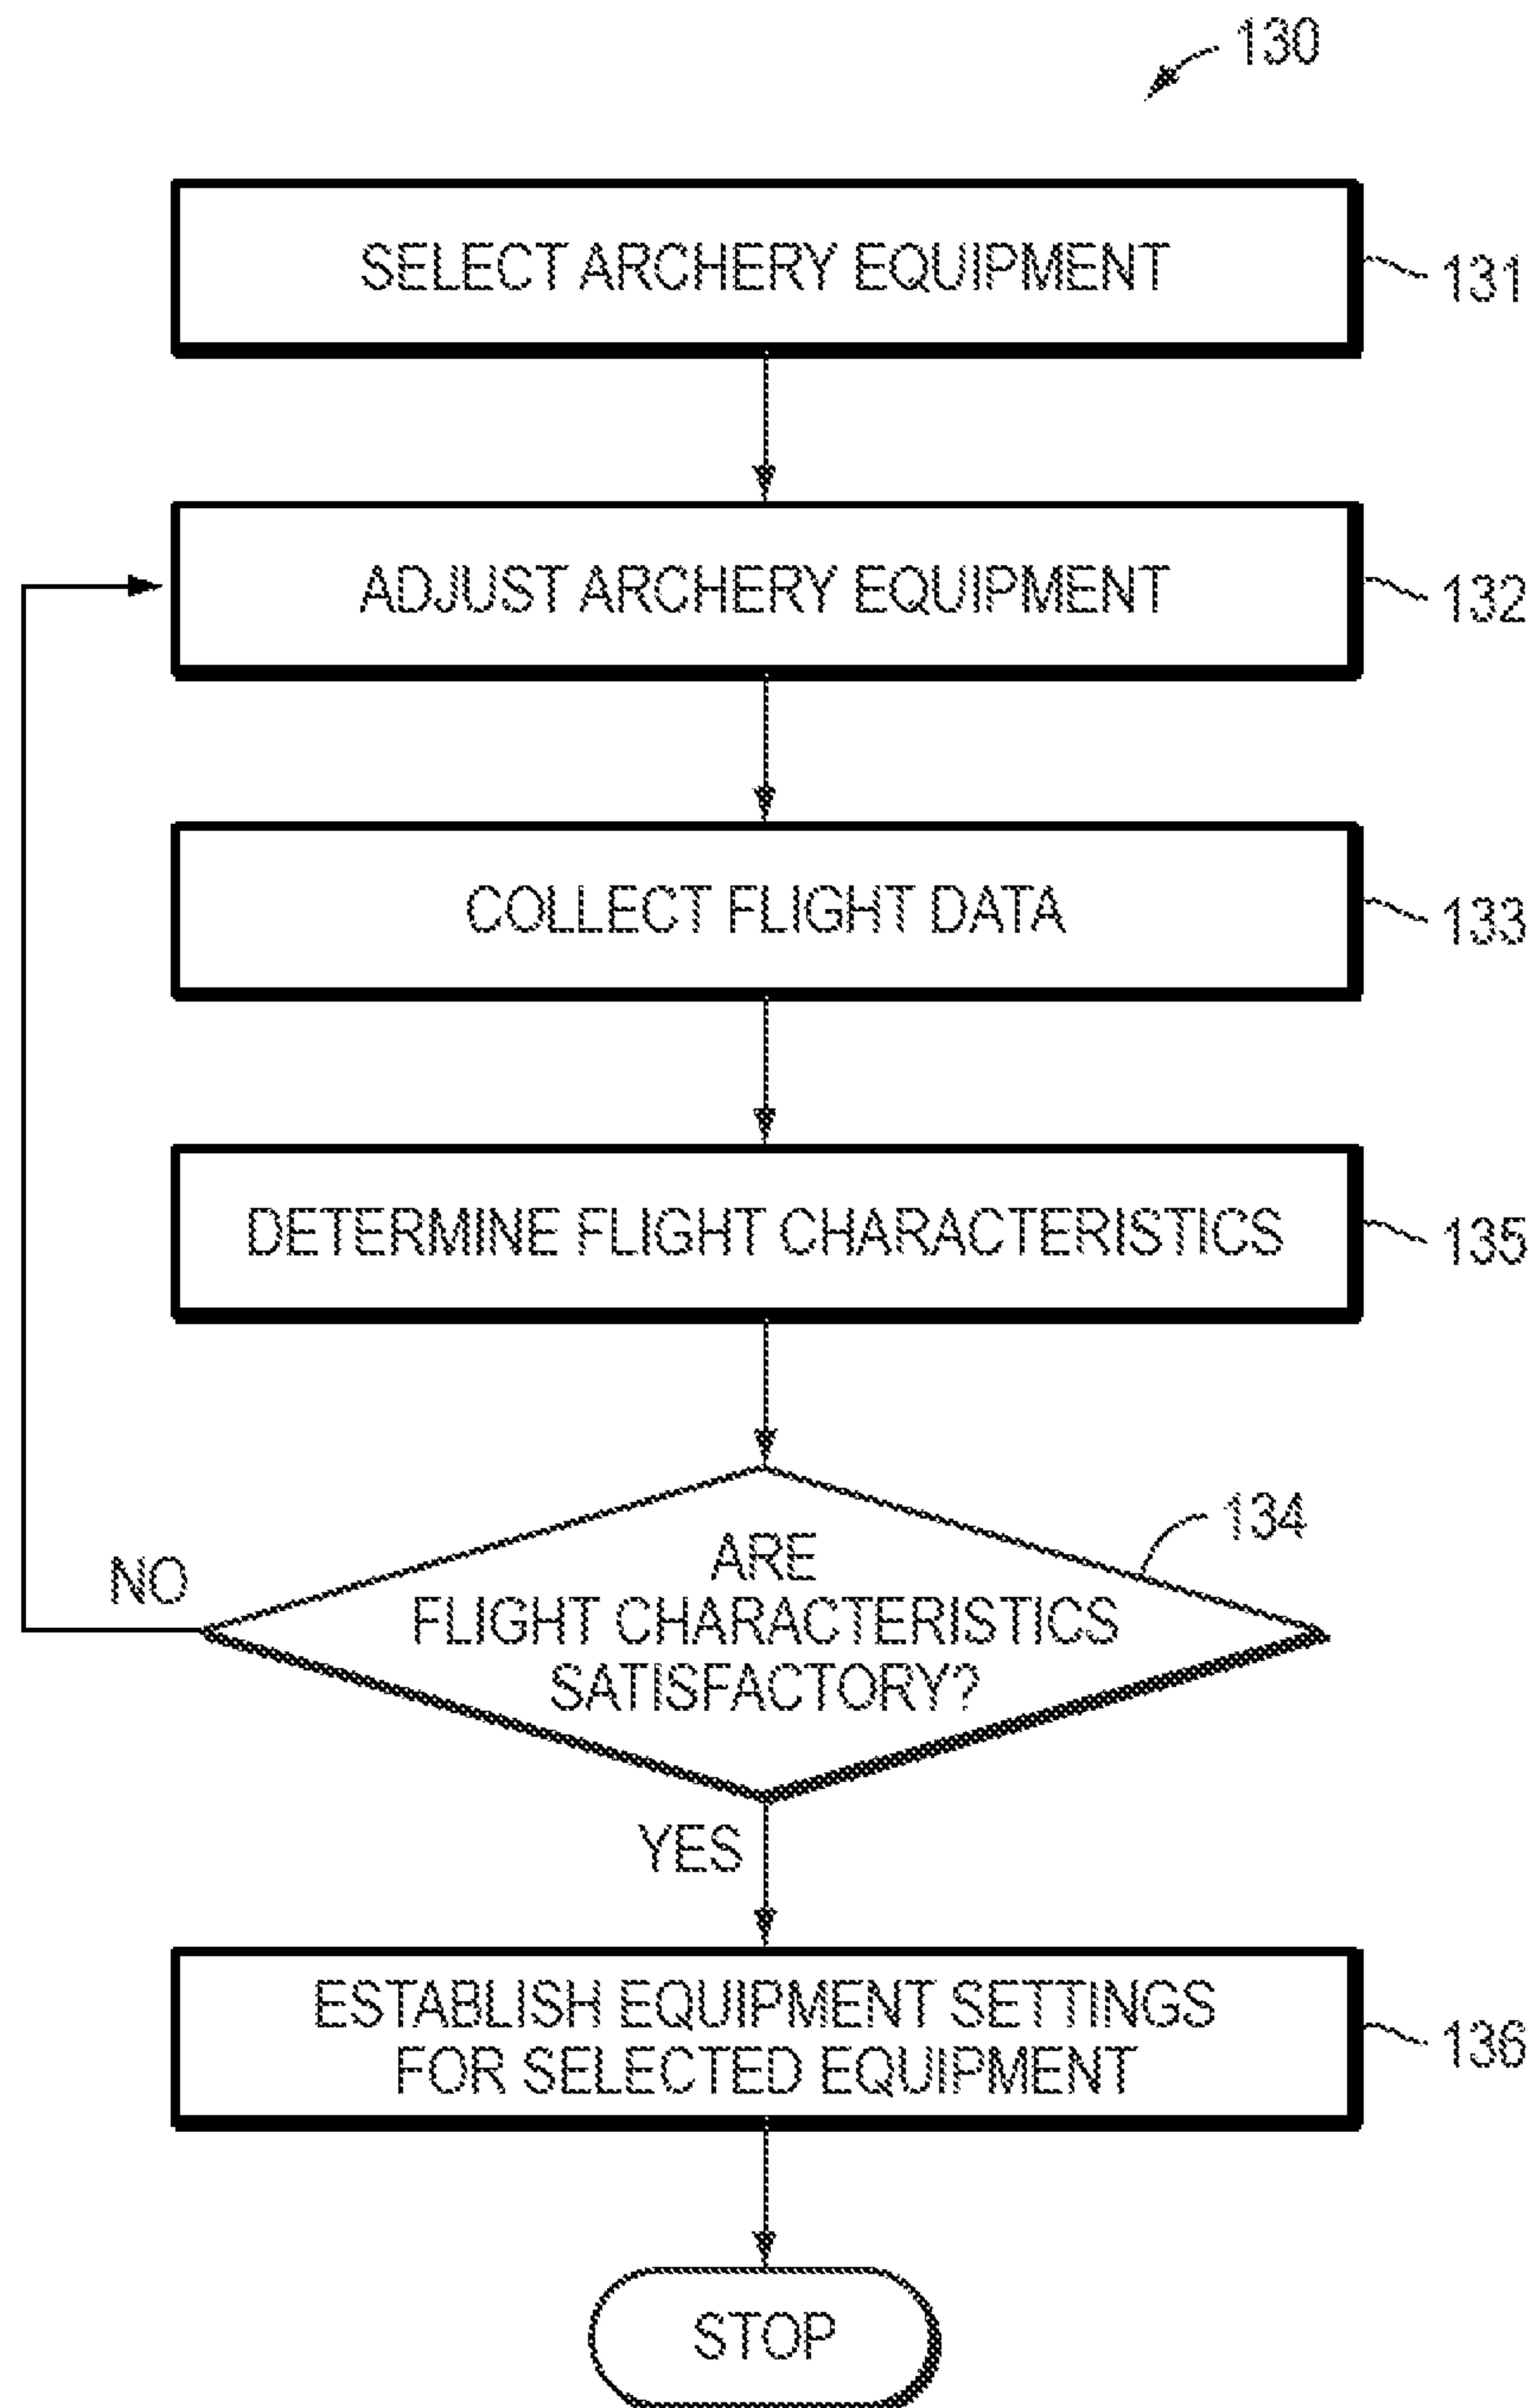 130
SELECT ARCHERY EQUIPMENT
131
ADJUST ARCHERY EQUIPMENT
132
COLLECT FLIGHT DATA
133
DETERMINE FLIGHT CHARACTERISTICS
135
134
ARE
FLIGHT CHARACTERISTICS
SATISFACTORY?
NO
YES
ESTABLISH EQUIPMENT SETTINGS
FOR SELECTED EQUIPMENT
136
STOP